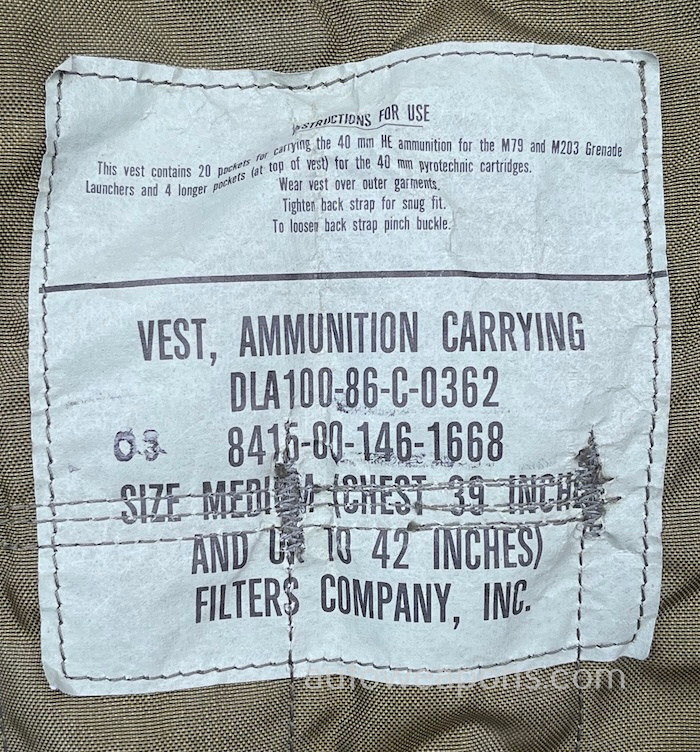 INSTRUCTIONS FOR USE
This vest contains 20 pockets for carrying the 40 mm HE ammunition for the M79 and M203 Grenade
Launchers and 4 longer pockets (at top of vest) for the 40 mm pyrotechnic cartridges.
Wear vest over outer garments.
Tighten back strap for snug fit.
To loosen back strap pinch buckle.
VEST, AMMUNITION CARRYING
DLA100-86-C-0362
03 8415-00-146-1668
SIZE MEDIUM (CHEST 39 INCHES
AND UP TO 42 INCHES)
FILTERS COMPANY, INC.